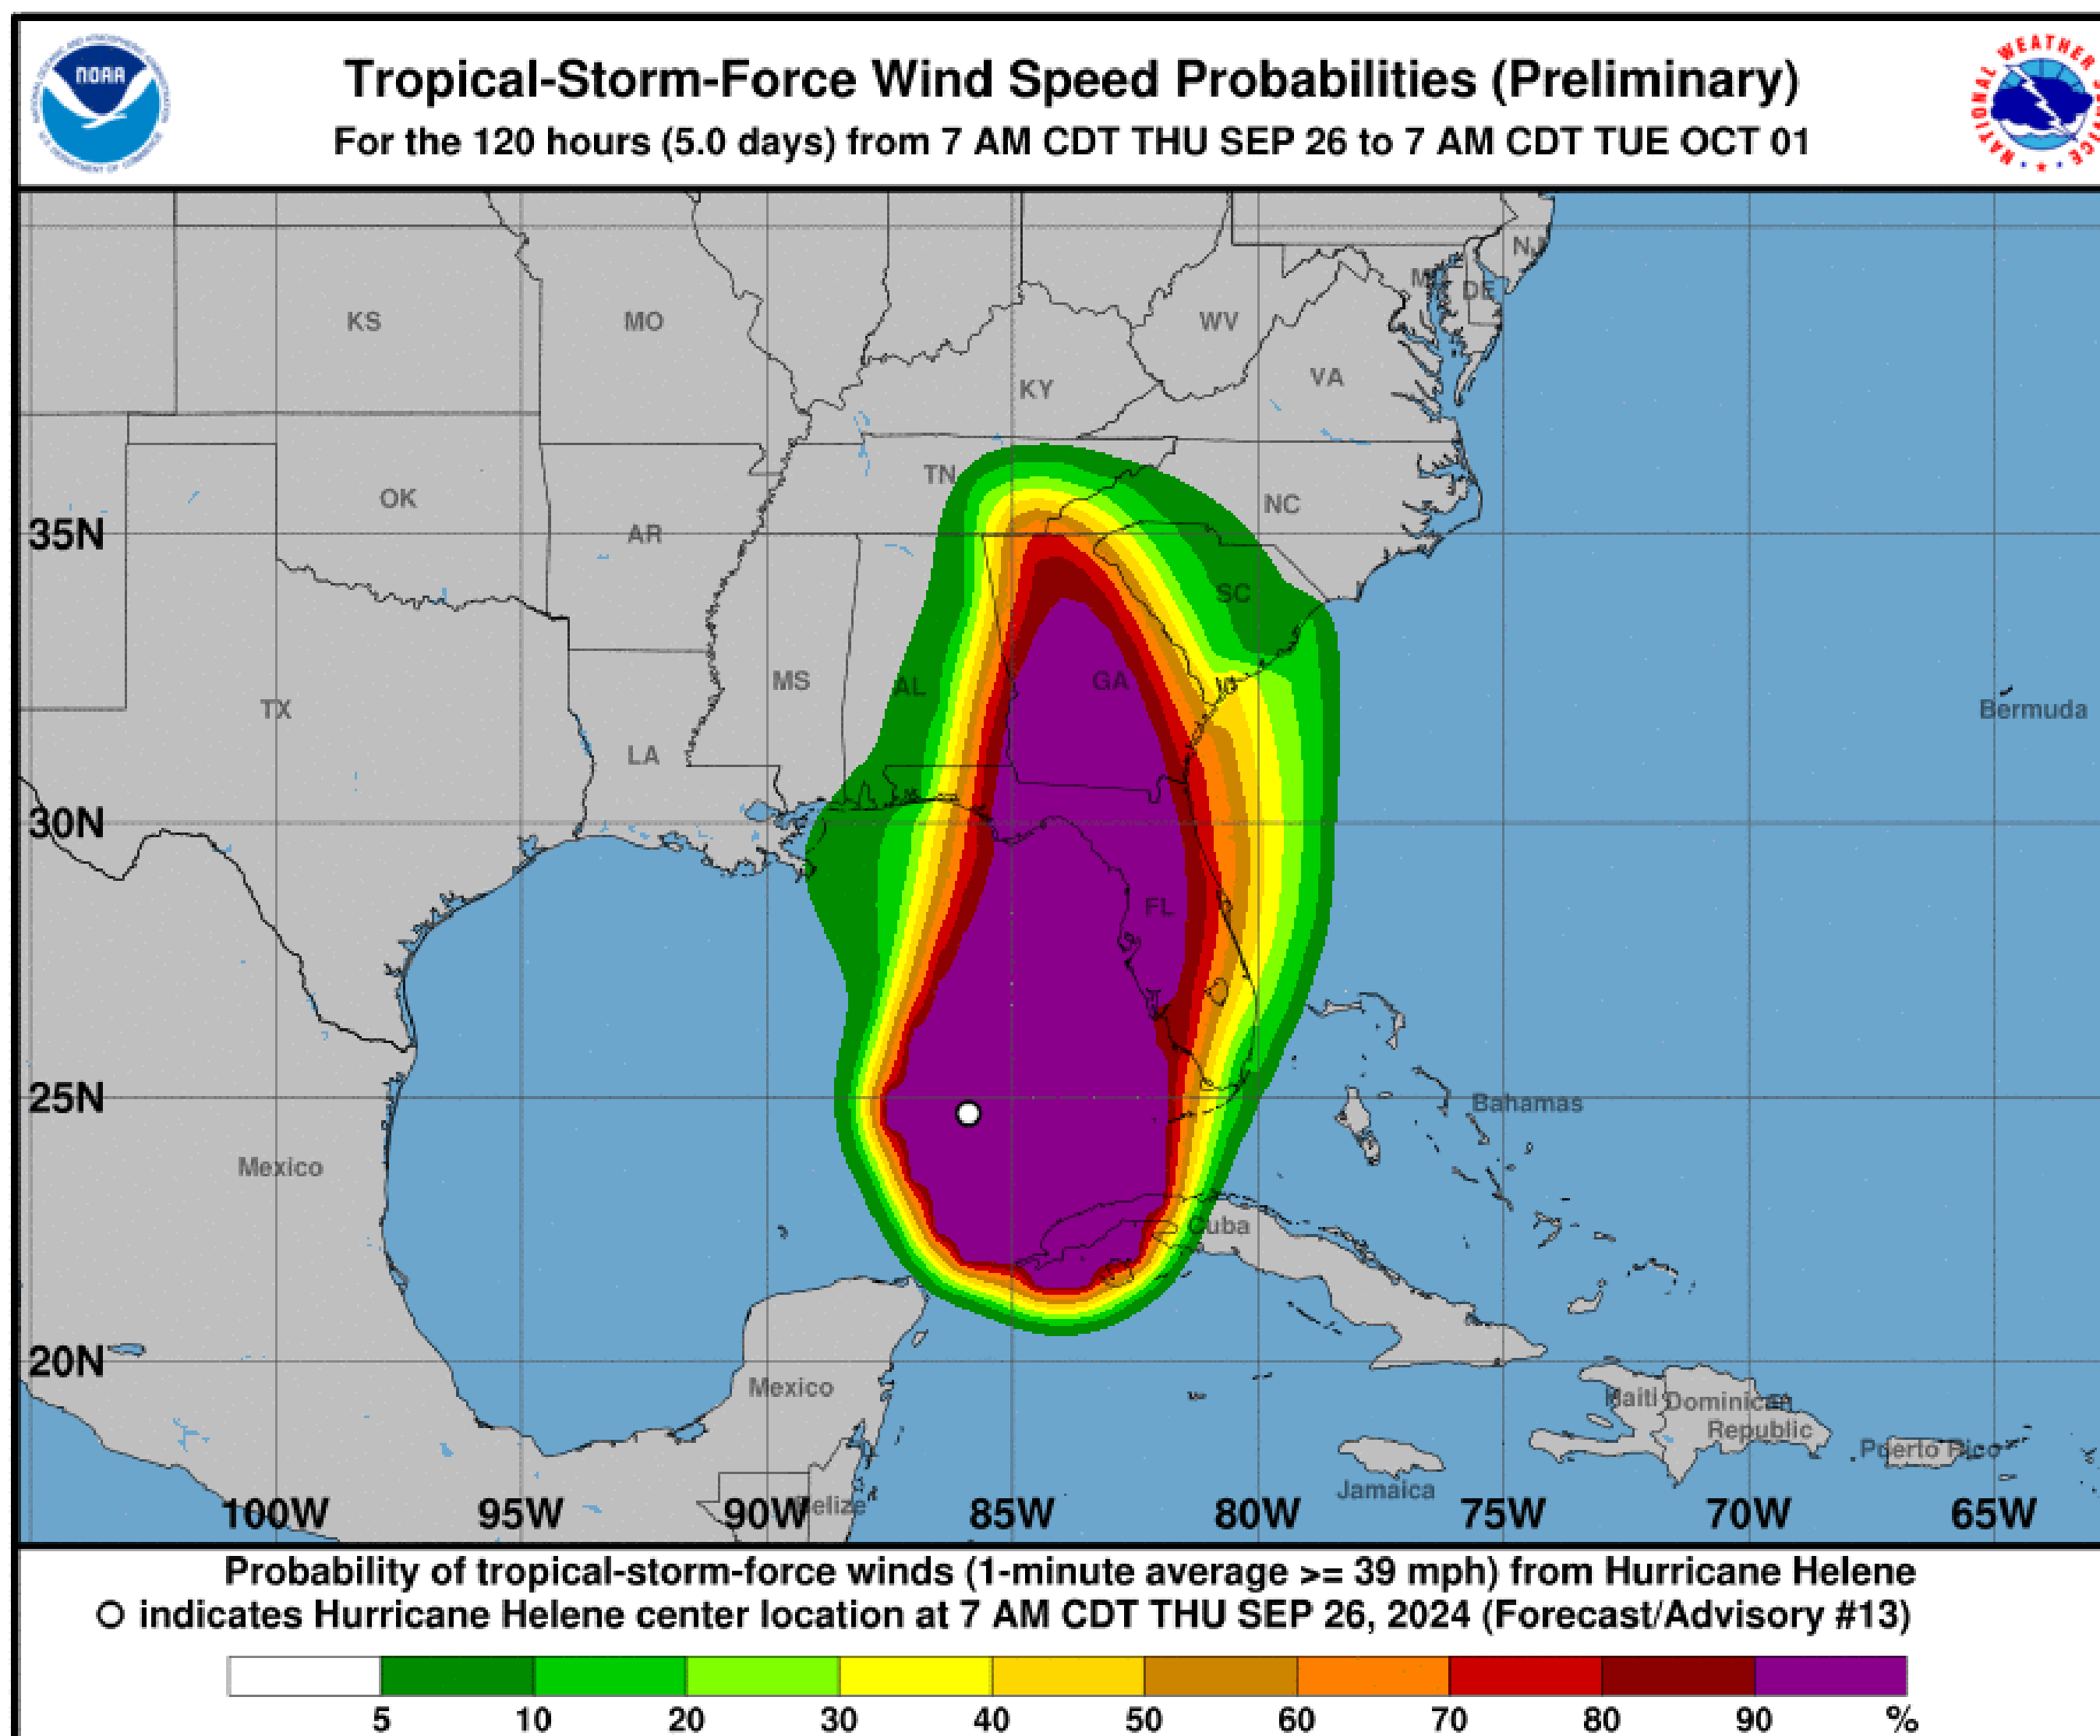 NOAA
NATIONAL WEATHER SERVICE
Tropical-Storm-Force Wind Speed Probabilities (Preliminary)
For the 120 hours (5.0 days) from 7 AM CDT THU SEP 26 to 7 AM CDT TUE OCT 01
NJ
DE
KS
MO
WV
VA
KY
TN
OK
NC
35N
AR
SC
MS
AL
GA
TX
Bermuda
LA
30N
FL
25N
Bahamas
Mexico
Cuba
20N
Mexico
Haiti
Dominican
Republic
Puerto Rico
Jamaica
Belize
100W 95W 90W 85W 80W 75W 70W 65W
Probability of tropical-storm-force winds (1-minute average >= 39 mph) from Hurricane Helene
O indicates Hurricane Helene center location at 7 AM CDT THU SEP 26, 2024 (Forecast/Advisory #13)
5 10 20 30 40 50 60 70 80 90 %